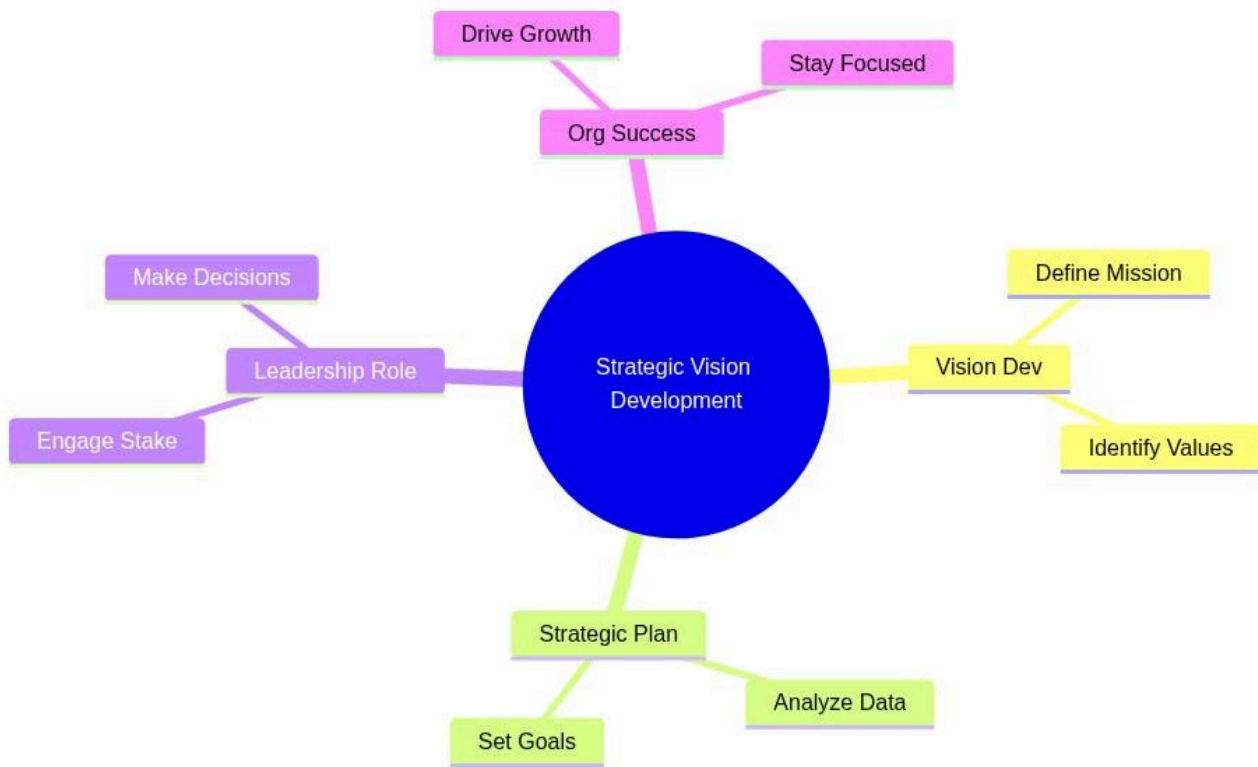 Drive Growth
Stay Focused
Org Success
Make Decisions
Define Mission
Leadership Role
Strategic Vision
Development
Vision Dev
Engage Stake
Identify Values
Strategic Plan
Analyze Data
Set Goals